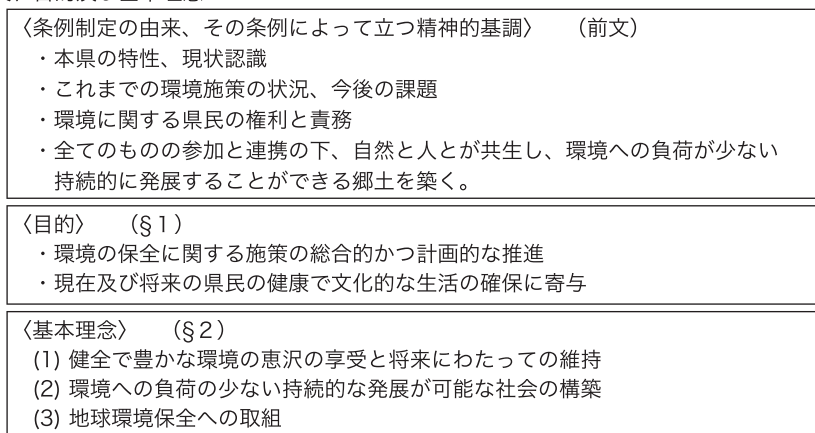 〈条例制定の由来、その条例によって立つ精神的基調〉　（前文）
・本県の特性、現状認識
・これまでの環境施策の状況、今後の課題
・環境に関する県民の権利と責務
・全てのものの参加と連携の下、自然と人とが共生し、環境への負荷が少ない
持続的に発展することができる郷土を築く。
〈目的〉　（§１）
・環境の保全に関する施策の総合的かつ計画的な推進
・現在及び将来の県民の健康で文化的な生活の確保に寄与
〈基本理念〉　（§２）
(1) 健全で豊かな環境の恵沢の享受と将来にわたっての維持
(2) 環境への負荷の少ない持続的な発展が可能な社会の構築
(3) 地球環境保全への取組